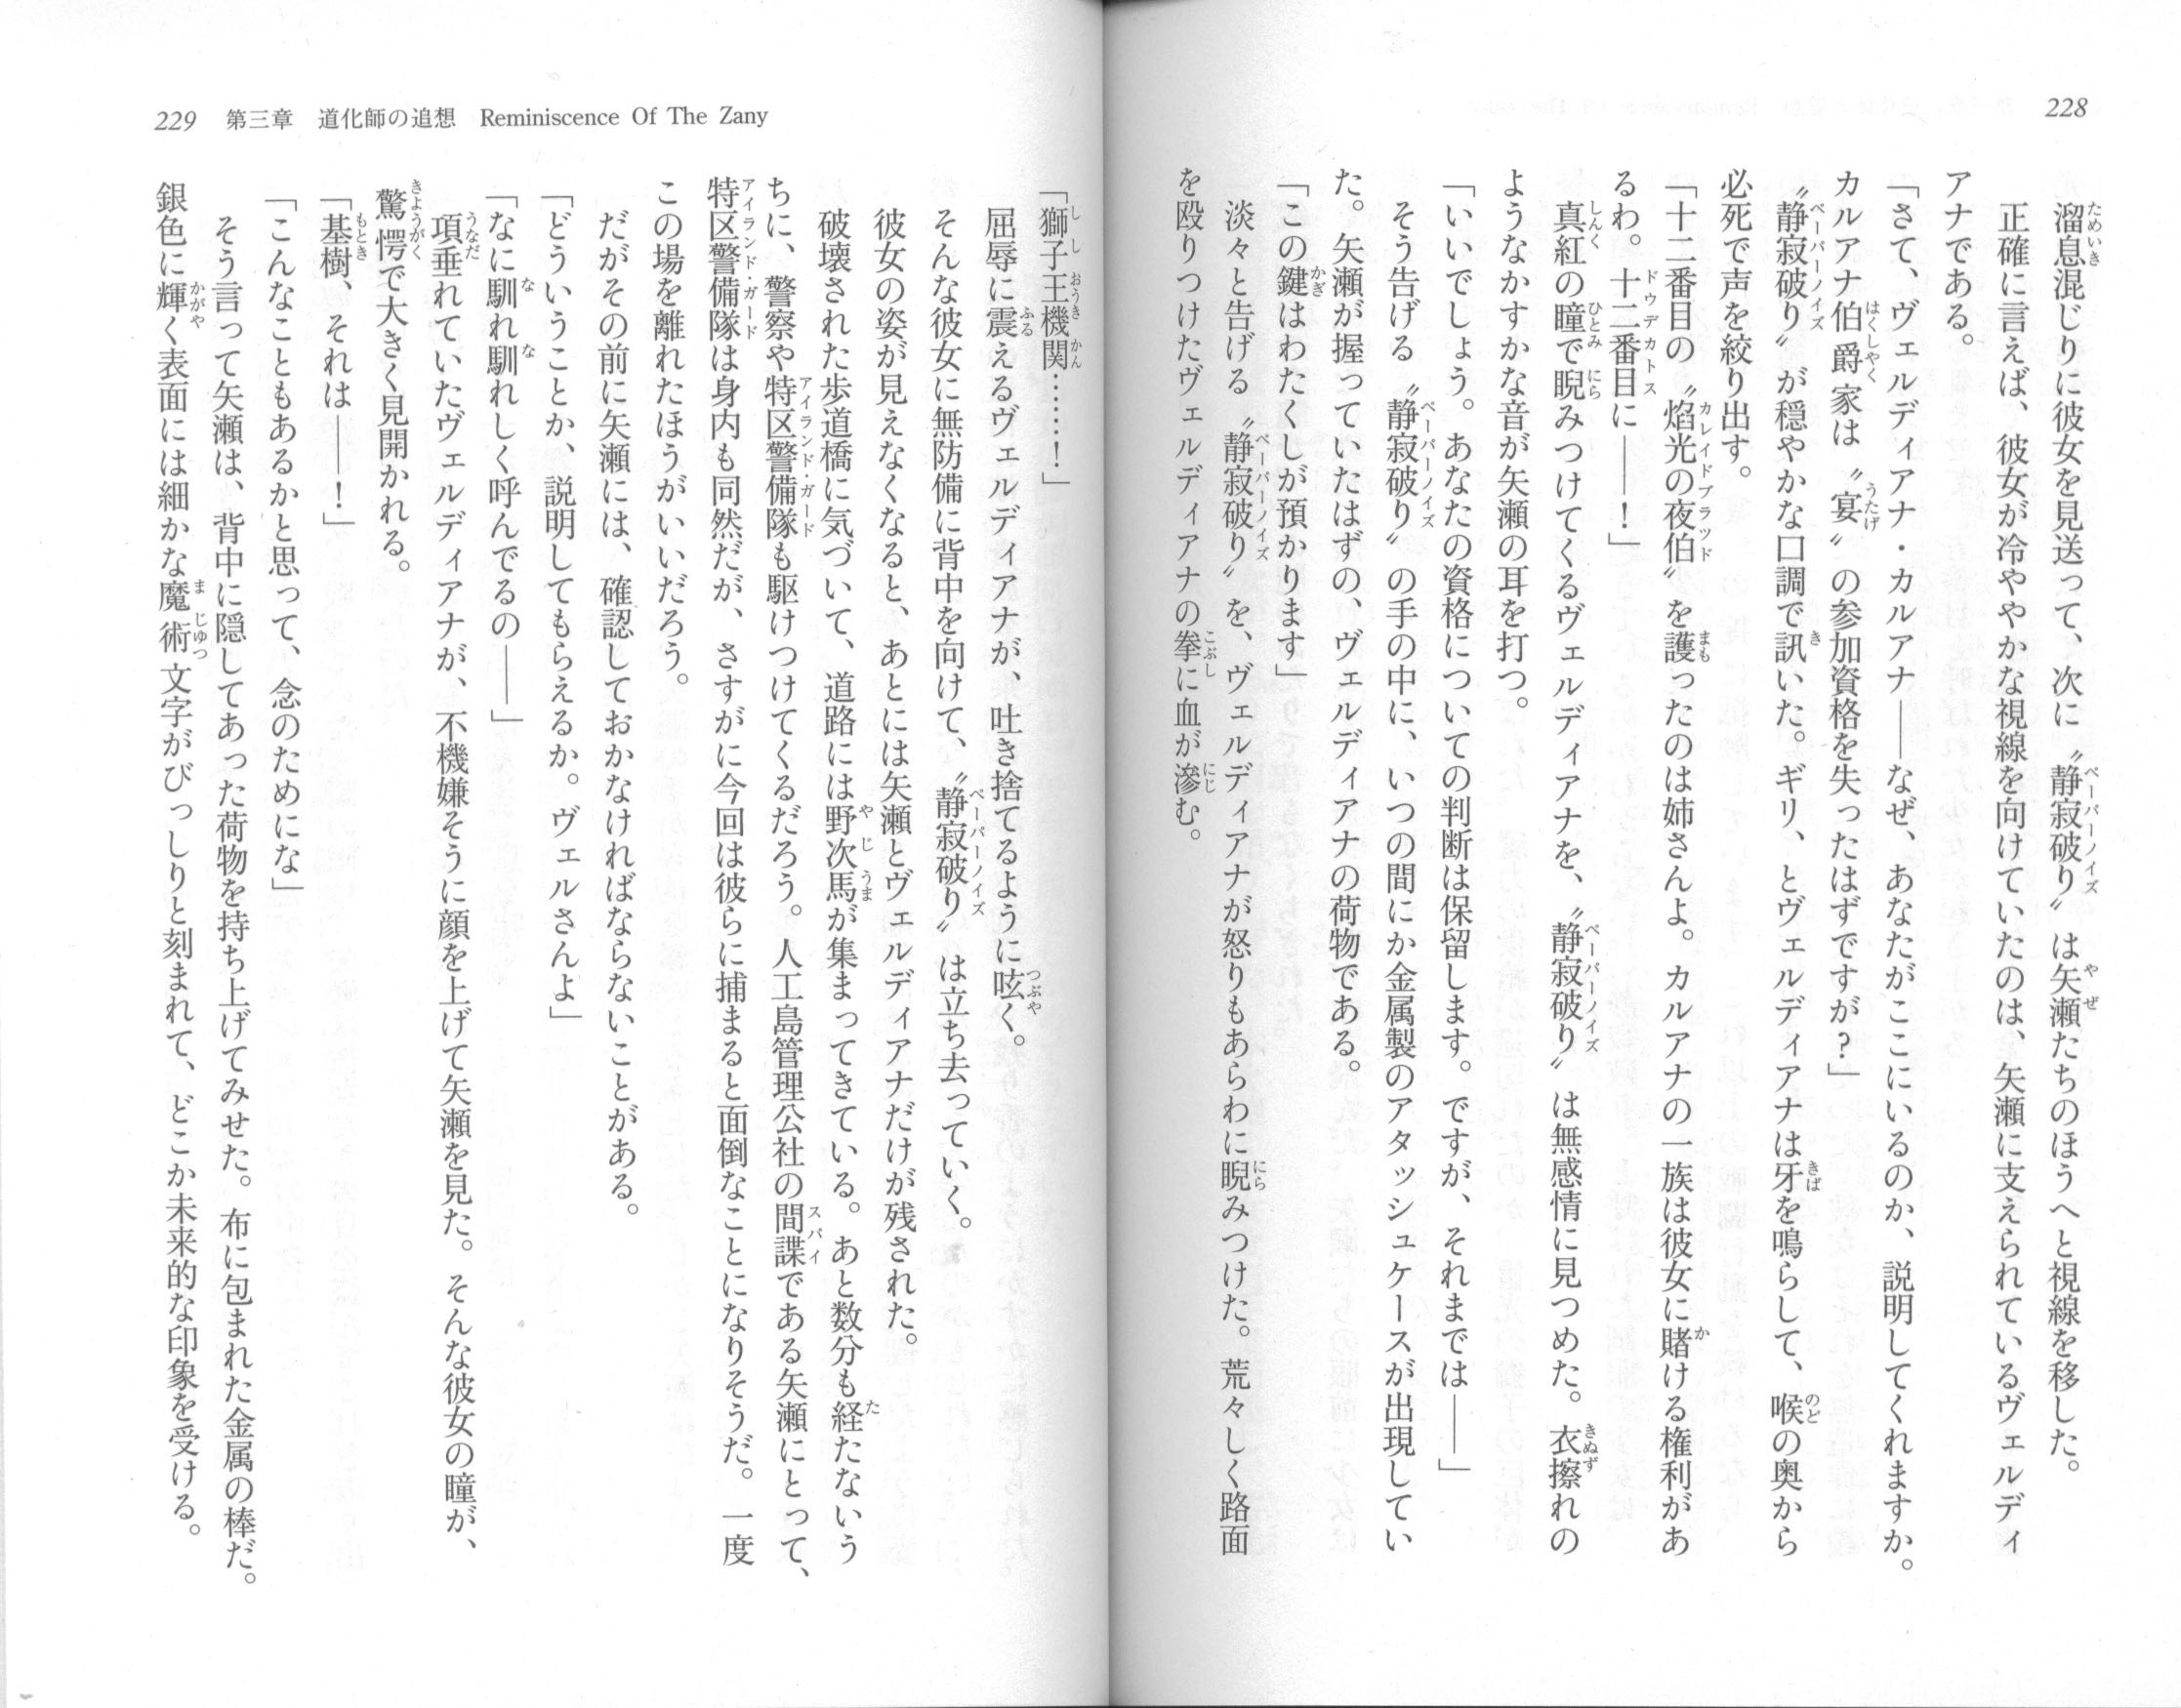 228
溜息混じりに彼女を見送って、次に〝静寂破り〟は矢瀬たちのほうへと視線を移した。
正確に言えば、彼女が冷ややかな視線を向けていたのは、矢瀬に支えられているヴェルディ
アナである。
「さて、ヴェルディアナ・カルアナ――なぜ、あなたがここにいるのか、説明してくれますか。
カルアナ伯爵家は〝宴〟の参加資格を失ったはずですが?」
〝静寂破り〟が穏やかな口調で訊いた。ギリ、とヴェルディアナは牙を鳴らして、喉の奥から
必死で声を絞り出す。
「十二番目の〝焰光の夜伯〟を護ったのは姉さんよ。カルアナの一族は彼女に賭ける権利があ
るわ。十二番目に――!」
真紅の瞳で睨みつけてくるヴェルディアナを、〝静寂破り〟は無感情に見つめた。衣擦れの
ようなかすかな音が矢瀬の耳を打つ。
「いいでしょう。あなたの資格についての判断は保留します。ですが、それまでは――」
そう告げる〝静寂破り〟の手の中に、いつの間にか金属製のアタッシュケースが出現してい
た。矢瀬が握っていたはずの、ヴェルディアナの荷物である。
「この鍵はわたくしが預かります」
淡々と告げる〝静寂破り〟を、ヴェルディアナが怒りもあらわに睨みつけた。荒々しく路面
を殴りつけたヴェルディアナの拳に血が滲む。
229 第三章 道化師の追想 Reminiscence Of The Zany
「獅子王機関……!」
屈辱に震えるヴェルディアナが、吐き捨てるように呟く。
そんな彼女に無防備に背中を向けて、〝静寂破り〟は立ち去っていく。
彼女の姿が見えなくなると、あとには矢瀬とヴェルディアナだけが残された。
破壊された歩道橋に気づいて、道路には野次馬が集まってきている。あと数分も経たないう
ちに、警察や特区警備隊も駆けつけてくるだろう。人工島管理公社の間諜である矢瀬にとって、
特区警備隊は身内も同然だが、さすがに今回は彼らに捕まると面倒なことになりそうだ。一度
この場を離れたほうがいいだろう。
だがその前に矢瀬には、確認しておかなければならないことがある。
「どういうことか、説明してもらえるか。ヴェルさんよ」
「なに馴れ馴れしく呼んでるの――」
項垂れていたヴェルディアナが、不機嫌そうに顔を上げて矢瀬を見た。そんな彼女の瞳が、
驚愕で大きく見開かれる。
「基樹、それは――!」
「こんなこともあるかと思って、念のためにな」
そう言って矢瀬は、背中に隠してあった荷物を持ち上げてみせた。布に包まれた金属の棒だ。
銀色に輝く表面には細かな魔術文字がびっしりと刻まれて、どこか未来的な印象を受ける。